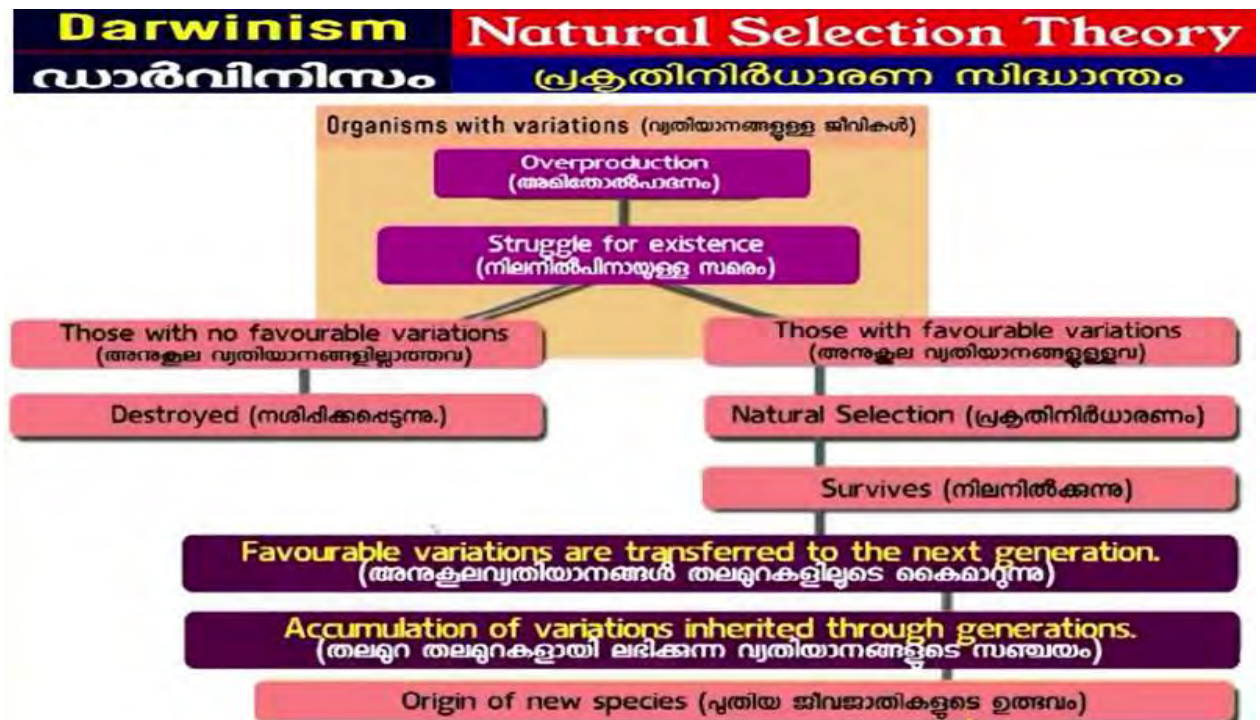 Darwinism
Natural Selection Theory
ഡാർവിനിസം
പ്രകൃതിനിർധാരണ സിദ്ധാന്തം
Organisms with variations (വ്യതിയാനങ്ങളുള്ള ജീവികൾ)
Overproduction
(അമിതോൽപാദനം)
Struggle for existence
(നിലനിൽപിനായുള്ള സമരം)
Those with no favourable variations
(അനുകൂല വ്യതിയാനങ്ങളില്ലാത്തവ)
Those with favourable variations
(അനുകൂല വ്യതിയാനങ്ങളുള്ളവ)
Destroyed (നശിപ്പിക്കപ്പെടുന്നു.)
Natural Selection (പ്രകൃതിനിർധാരണം)
Survives (നിലനിൽക്കുന്നു)
Favourable variations are transferred to the next generation.
(അനുകൂലവ്യതിയാനങ്ങൾ തലമുറകളിലൂടെ കൈമാറുന്നു)
Accumulation of variations inherited through generations.
(തലമുറ തലമുറകളായി ലഭിക്കുന്ന വ്യതിയാനങ്ങളുടെ സഞ്ചയം)
Origin of new species (പുതിയ ജീവജാതികളുടെ ഉത്ഭവം)